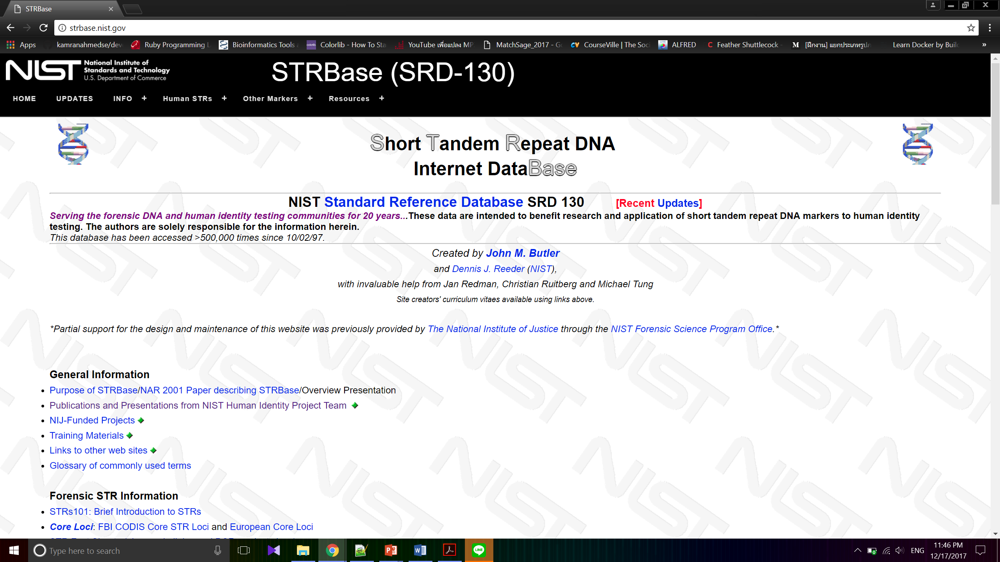 STRBase
strbase.nist.gov
Apps kamranahmedse/dev Ruby Programming L Bioinformatics Tools a Colorlib - How To Sta YouTube เพื่อแปลง MP MatchSage_2017 - Go CourseVille | The Soci ALFRED Feather Shuttlecock - [ฝึกงาน] แยกประเภทรูปภ Learn Docker by Build »
NIST National Institute of
Standards and Technology
U.S. Department of Commerce
STRBase (SRD-130)
HOME UPDATES INFO + Human STRs + Other Markers + Resources +
Short Tandem Repeat DNA
Internet DataBase
NIST Standard Reference Database SRD 130 [Recent Updates]
Serving the forensic DNA and human identity testing communities for 20 years...These data are intended to benefit research and application of short tandem repeat DNA markers to human identity
testing. The authors are solely responsible for the information herein.
This database has been accessed >500,000 times since 10/02/97.
Created by John M. Butler
and Dennis J. Reeder (NIST),
with invaluable help from Jan Redman, Christian Ruitberg and Michael Tung
Site creators' curriculum vitaes available using links above.
*Partial support for the design and maintenance of this website was previously provided by The National Institute of Justice through the NIST Forensic Science Program Office.*
General Information
• Purpose of STRBase/NAR 2001 Paper describing STRBase/Overview Presentation
• Publications and Presentations from NIST Human Identity Project Team
• NIJ-Funded Projects
• Training Materials
• Links to other web sites
• Glossary of commonly used terms
Forensic STR Information
• STRs101: Brief Introduction to STRs
• Core Loci: FBI CODIS Core STR Loci and European Core Loci
Type here to search
LINE
ENG
11:46 PM
12/17/2017